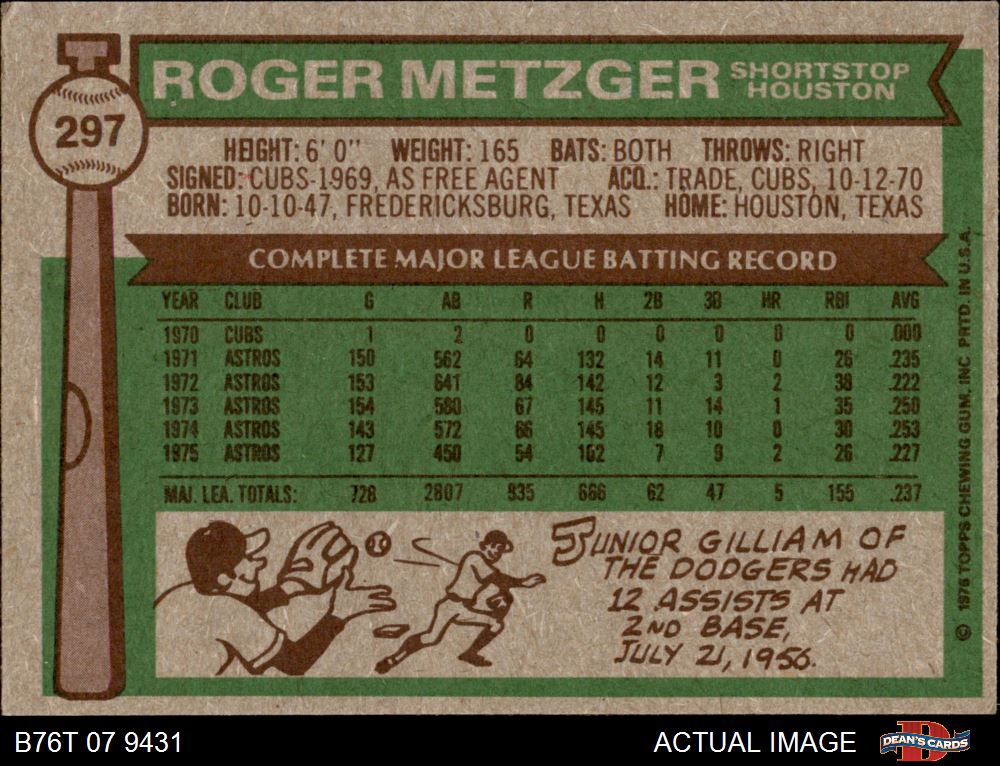 ROGER METZGER SHORTSTOP HOUSTON
297
HEIGHT: 6' 0" WEIGHT: 165 BATS: BOTH THROWS: RIGHT
SIGNED: CUBS-1969, AS FREE AGENT ACQ.: TRADE, CUBS, 10-12-70
BORN: 10-10-47, FREDERICKSBURG, TEXAS HOME: HOUSTON, TEXAS
COMPLETE MAJOR LEAGUE BATTING RECORD
YEAR CLUB G AB R H 2B 3B HR RBI AVG
1970 CUBS 1 2 0 0 0 0 0 0 .000
1971 ASTROS 150 562 64 132 14 11 0 26 .235
1972 ASTROS 153 641 84 142 12 3 2 38 .222
1973 ASTROS 154 580 67 145 11 14 1 35 .250
1974 ASTROS 143 572 66 145 18 10 0 30 .253
1975 ASTROS 127 450 54 102 7 9 2 26 .227
MAJ. LEA. TOTALS: 728 2807 335 666 62 47 5 155 .237
JUNIOR GILLIAM OF
THE DODGERS HAD
12 ASSISTS AT
2ND BASE,
JULY 21, 1956.
© 1976 TOPPS CHEWING GUM, INC PRTD. IN U.S.A.
B76T 07 9431 ACTUAL IMAGE DEAN'S CARDS